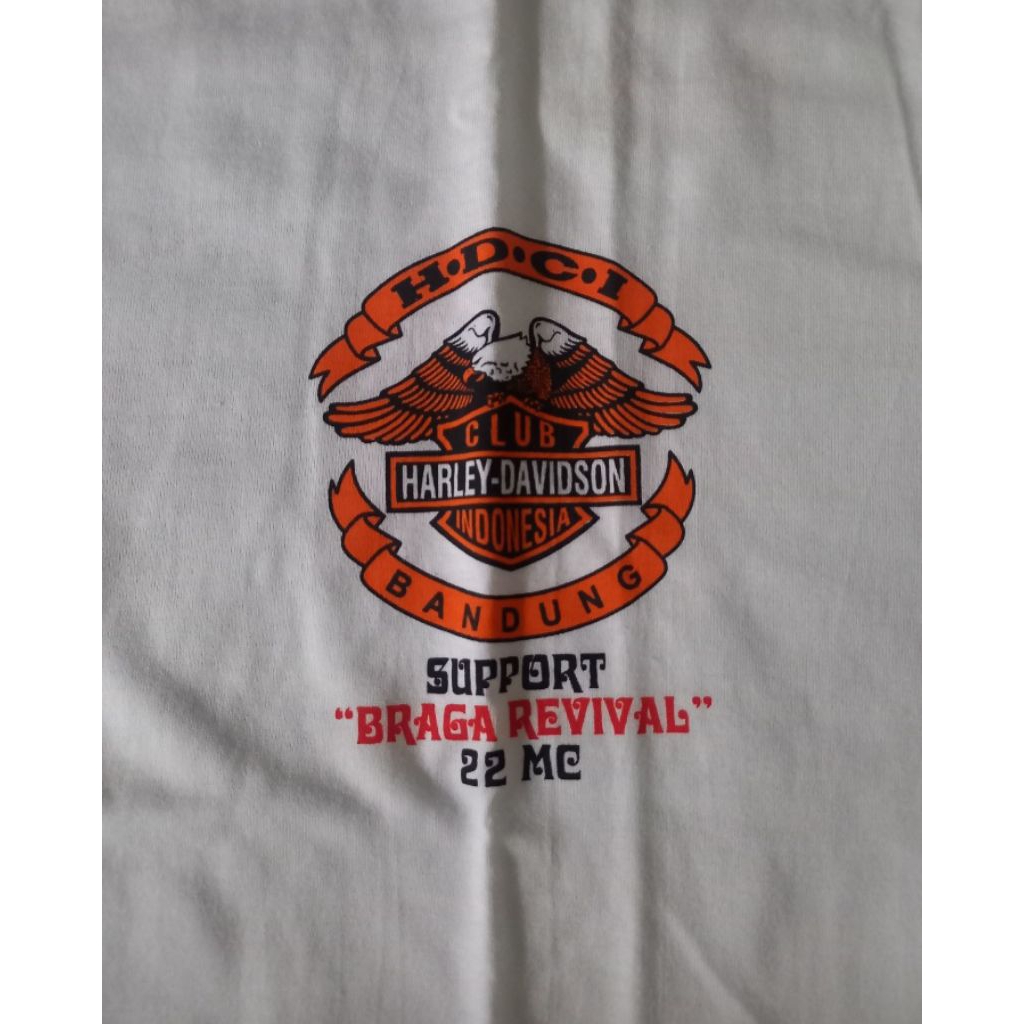 H•D•C•I
CLUB
HARLEY-DAVIDSON
INDONESIA
BANDUNG
SUPPORT
“BRAGA REVIVAL”
22 MC